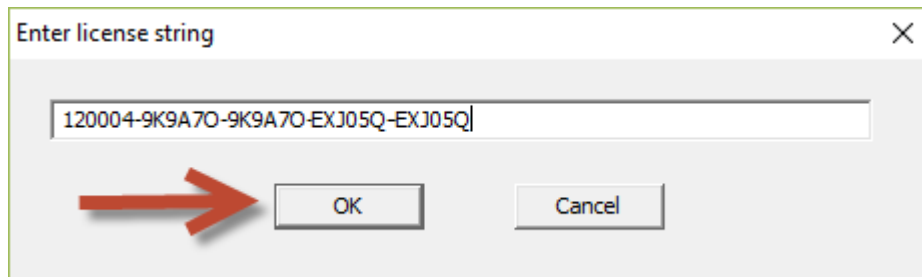 Enter license string
120004-9K9A7O-9K9A7O-EXJ05Q-EXJ05Q
OK
Cancel